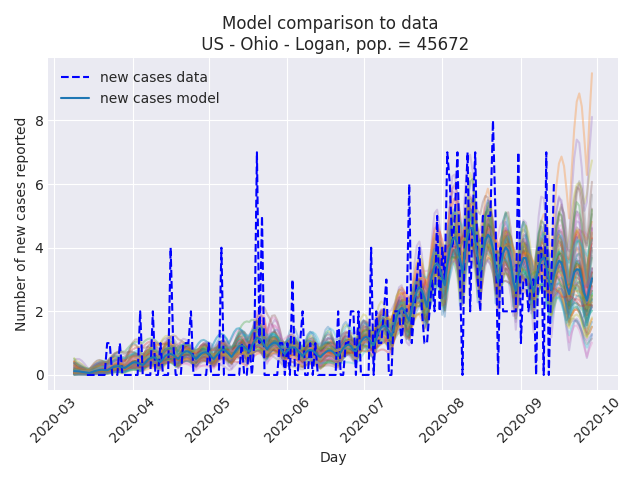 Model comparison to data
US - Ohio - Logan, pop. = 45672
new cases data
new cases model
Number of new cases reported
8
6
4
2
0
2020-03
2020-04
2020-05
2020-06
2020-07
2020-08
2020-09
2020-10
Day